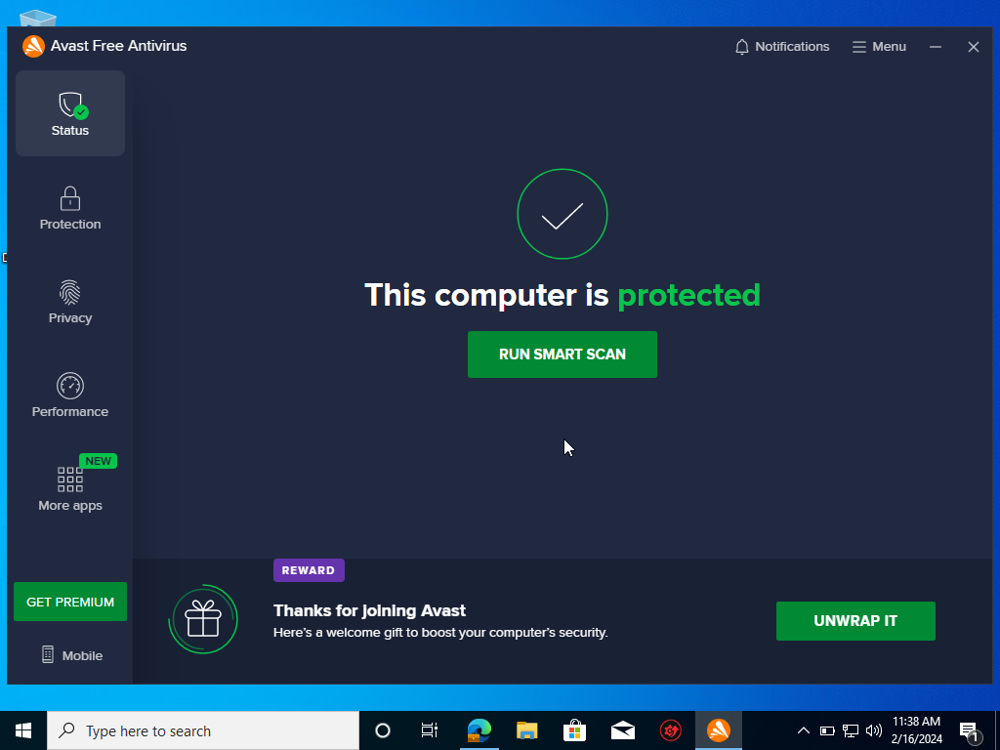 Avast Free Antivirus
Notifications
Menu
Status
Protection
Privacy
Performance
NEW
More apps
GET PREMIUM
Mobile
This computer is protected
RUN SMART SCAN
REWARD
Thanks for joining Avast
Here's a welcome gift to boost your computer's security.
UNWRAP IT
Type here to search
11:38 AM
2/16/2024
1